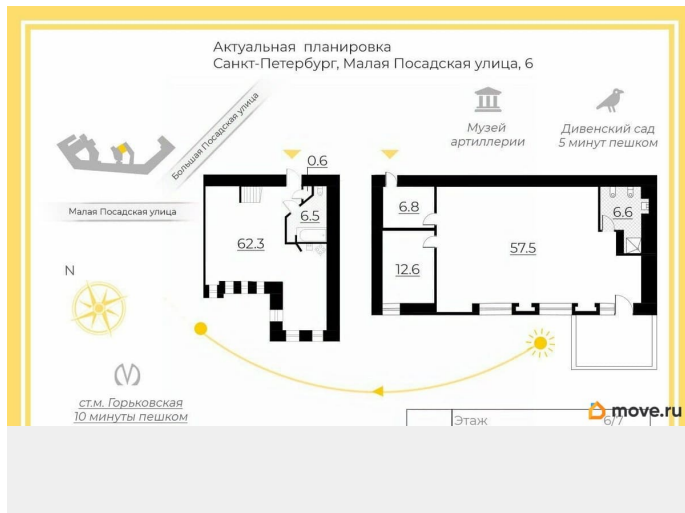 Актуальная планировка
Санкт-Петербург, Малая Посадская улица, 6
Большая Посадская улица
Музей
артиллерии
Дивенский сад
5 минут пешком
0.6
Малая Посадская улица
6.5
6.8
6.6
62.3
57.5
12.6
N
ст.м. Горьковская
10 минуты пешком
Этаж
6/7
move.ru